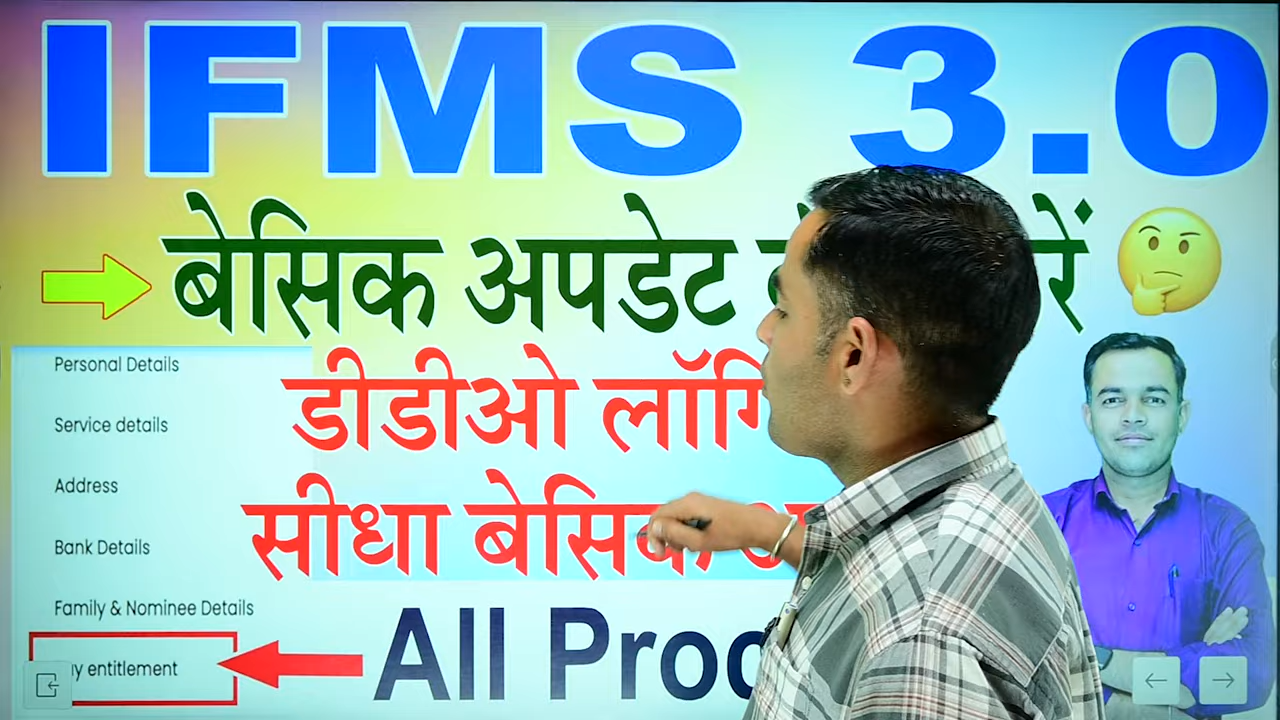 IFMS 3.0
बेसिक अपडेट
Personal Details
डीडीओ
Service details
Address
सीधा बेसिक
Bank Details
Family & Nominee Details
entitlement
All